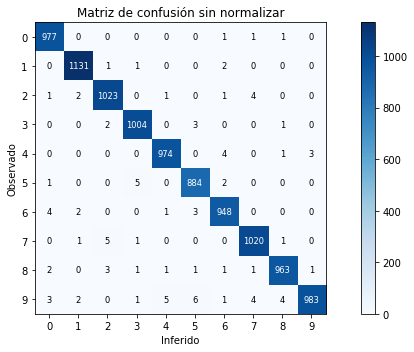 Matriz de confusión sin normalizar
0 977 0 0 0 0 0 1 1 1 0
1 0 1131 1 1 0 0 2 0 0 0
2 1 2 1023 0 1 0 1 4 0 0
3 0 0 2 1004 0 3 0 0 1 0
4 0 0 0 0 974 0 4 0 1 3
5 1 0 0 5 0 884 2 0 0 0
6 4 2 0 0 1 3 948 0 0 0
7 0 1 5 1 0 0 0 1020 1 0
8 2 0 3 1 1 1 1 1 963 1
9 3 2 0 1 5 6 1 4 4 983
0 1 2 3 4 5 6 7 8 9
Observado
Inferido
1000
800
600
400
200
0